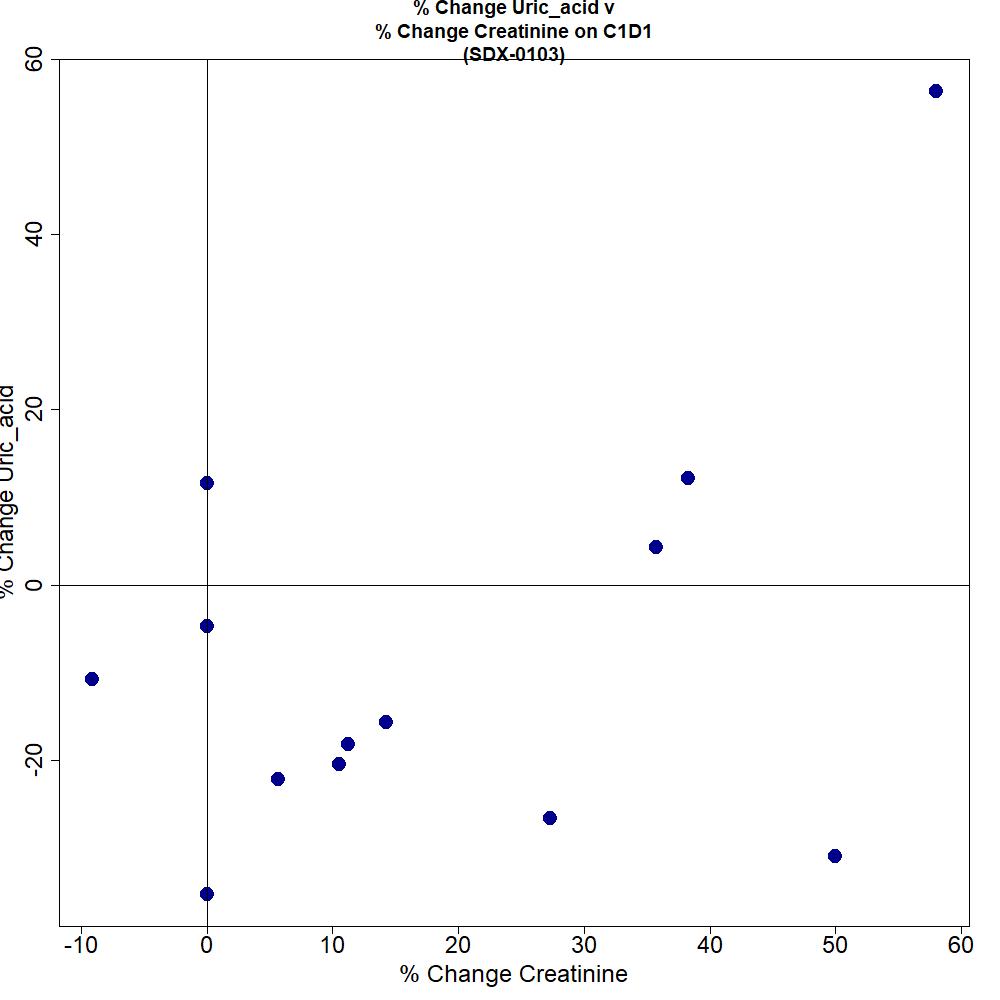 % Change Uric_acid v
% Change Creatinine on C1D1
(SDX-0103)
60
40
20
0
-20
% Change Uric_acid
-10 0 10 20 30 40 50 60
% Change Creatinine